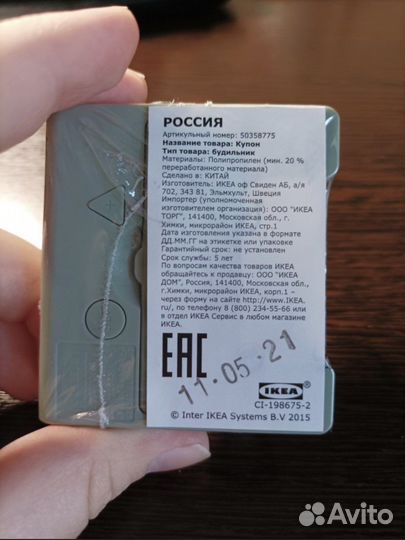 РОССИЯ
Артикульный номер: 50358775
Название товара: Купон
Тип товара: будильник
Материалы: Полипропилен (мин. 20 %
переработанного материала)
Сделано в: КИТАЙ
Изготовитель: ИКЕА оф Свиден АБ, а/я
702, 343 81, Эльмхульт, Швеция
Импортер (уполномоченная
изготовителем организация): ООО "ИКЕА
ТОРГ", 141400, Московская обл., г.
Химки, микрорайон ИКЕА, стр.1
Дата изготовления указана в формате
ДД.ММ.ГГ на этикетке или упаковке
Гарантийный срок: не установлен
Срок службы: 5 лет
По вопросам качества товаров ИКЕА
обращайтесь к продавцу: ООО "ИКЕА
ДОМ", Россия, 141400, Московская обл.,
г.Химки, микрорайон ИКЕА, корп.1 –
через форму на сайте http://www.IKEA.
ru/, по телефону 8 (800) 234-55-66 или
в отдел ИКЕА Сервис в любом магазине
ИКЕА.
EAC
11·05·21
IKEA
CI-198675-2
© Inter IKEA Systems B.V 2015
Avito